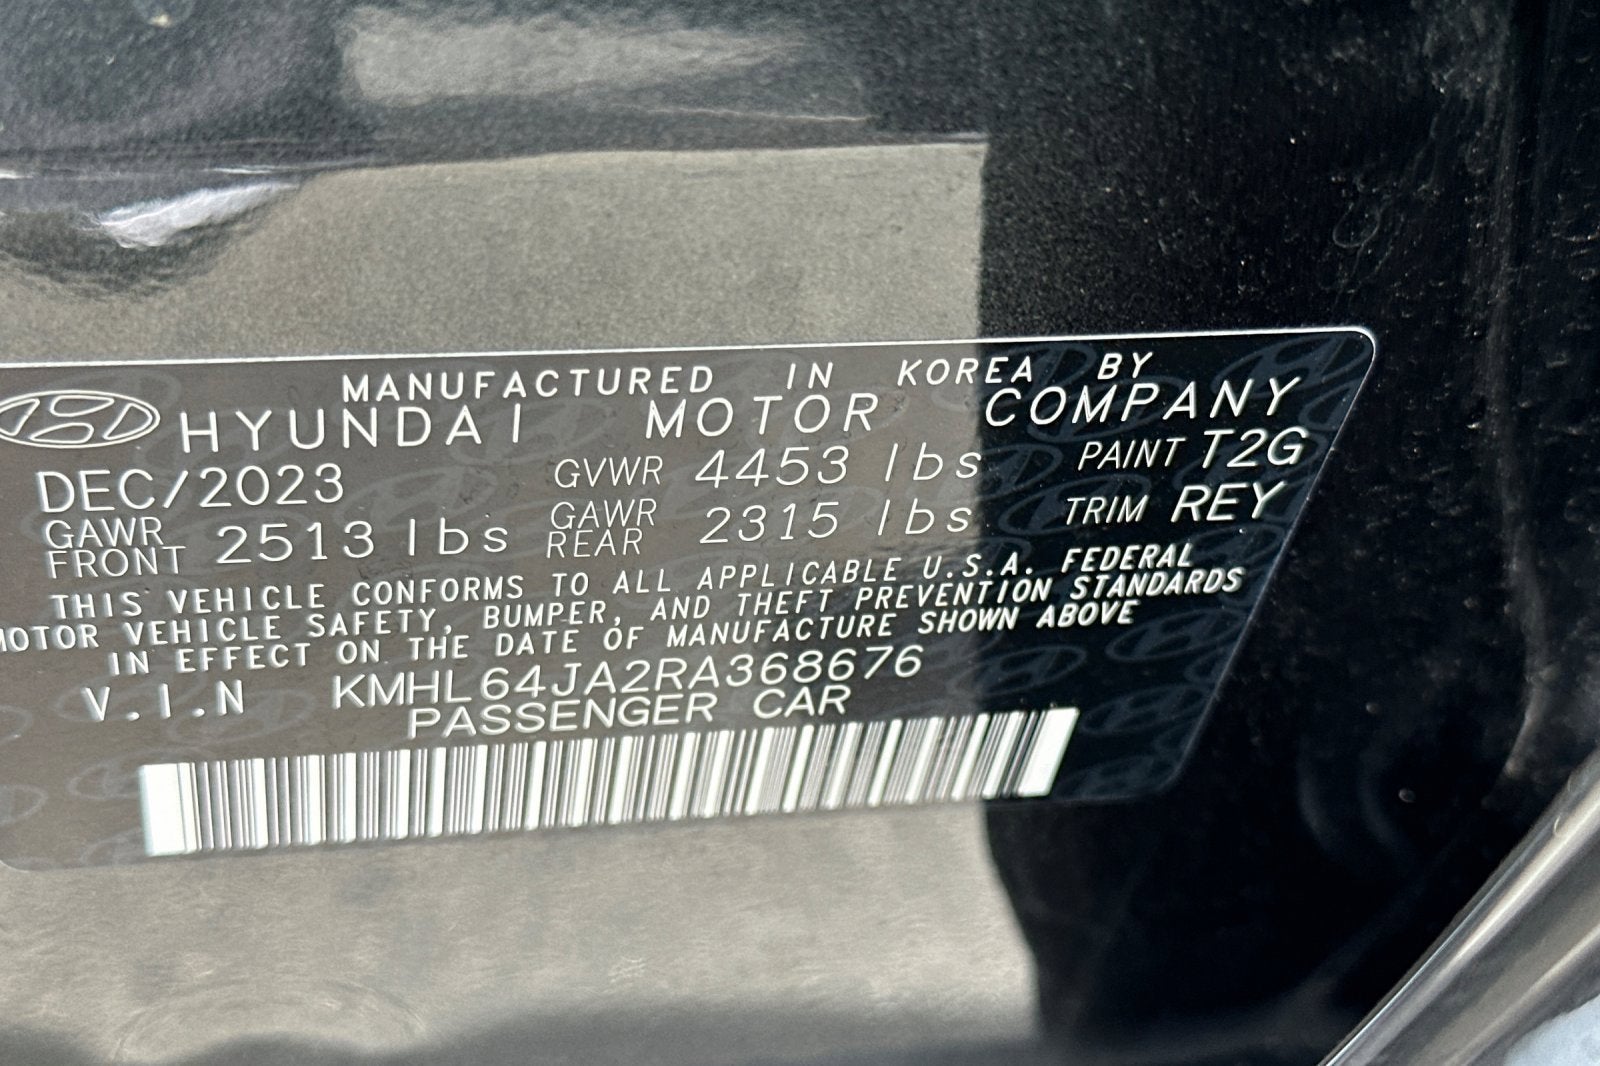 MANUFACTURED IN KOREA BY
HYUNDAI MOTOR COMPANY
DEC/2023 GVWR 4453 lbs PAINT T2G
GAWR FRONT 2513 lbs GAWR REAR 2315 lbs TRIM REY
THIS VEHICLE CONFORMS TO ALL APPLICABLE U.S.A. FEDERAL
MOTOR VEHICLE SAFETY, BUMPER, AND THEFT PREVENTION STANDARDS
IN EFFECT ON THE DATE OF MANUFACTURE SHOWN ABOVE
V.I.N KMHL64JA2RA368676
PASSENGER CAR